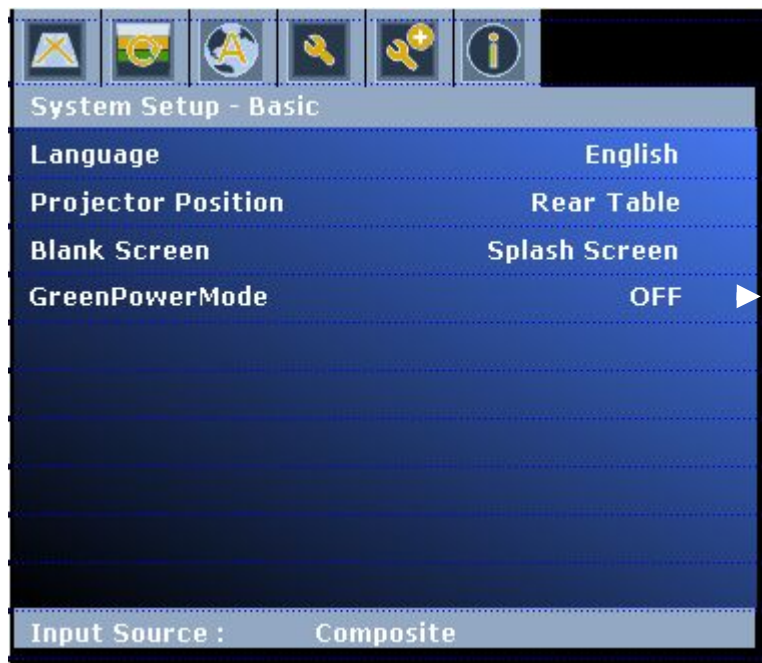 A
System Setup - Basic
Language English
Projector Position Rear Table
Blank Screen Splash Screen
GreenPowerMode OFF
Input Source : Composite